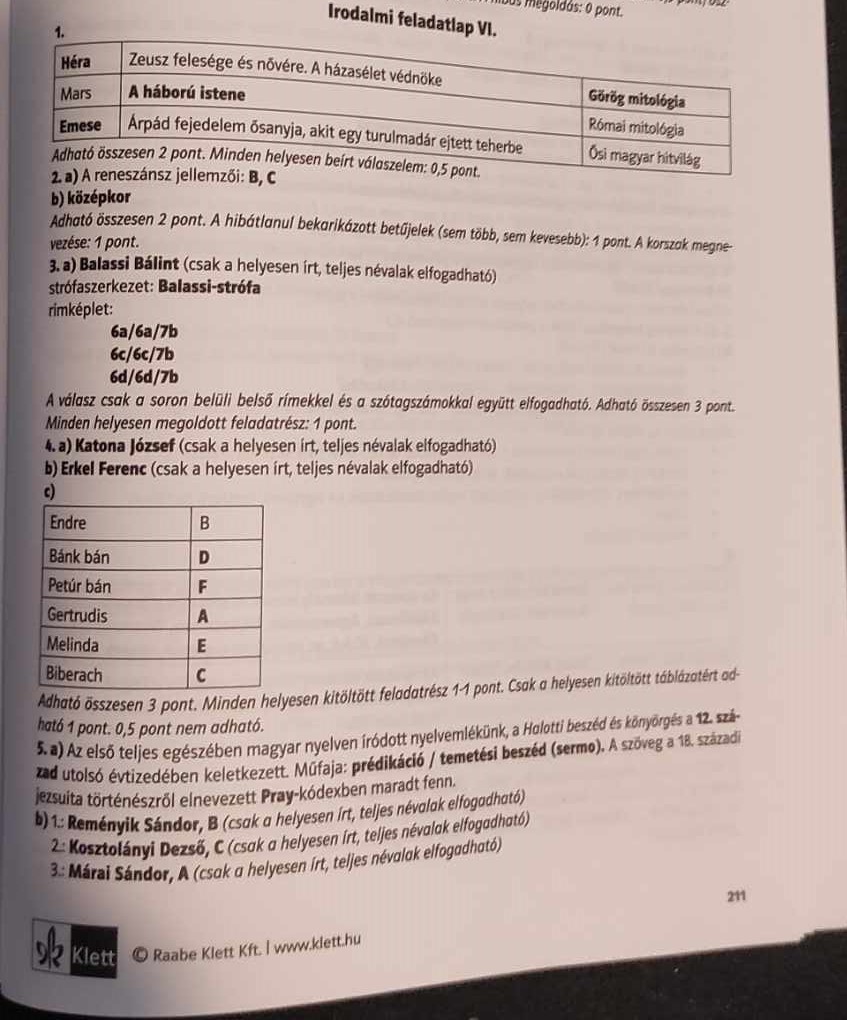 megoldás: 0 pont.
Irodalmi feladatlap VI.
1.
Héra Zeusz felesége és nővére. A házasélet védnöke Görög mitológia
Mars A háború istene Római mitológia
Emese Árpád fejedelem ősanyja, akit egy turulmadár ejtett teherbe Ősi magyar hitvilág
Adható összesen 2 pont. Minden helyesen beírt válaszelem: 0,5 pont.
2. a) A reneszánsz jellemzői: B, C
b) középkor
Adható összesen 2 pont. A hibátlanul bekarikázott betűjelek (sem több, sem kevesebb): 1 pont. A korszak megne-
vezése: 1 pont.
3. a) Balassi Bálint (csak a helyesen írt, teljes névalak elfogadható)
strófaszerkezet: Balassi-strófa
rímképlet:
6a/6a/7b
6c/6c/7b
6d/6d/7b
A válasz csak a soron belüli belső rímekkel és a szótagszámokkal együtt elfogadható. Adható összesen 3 pont.
Minden helyesen megoldott feladatrész: 1 pont.
4. a) Katona József (csak a helyesen írt, teljes névalak elfogadható)
b) Erkel Ferenc (csak a helyesen írt, teljes névalak elfogadható)
c)
Endre B
Bánk bán D
Petúr bán F
Gertrudis A
Melinda E
Biberach C
Adható összesen 3 pont. Minden helyesen kitöltött feladatrész 1-1 pont. Csak a helyesen kitöltött táblázatért ad-
ható 1 pont. 0,5 pont nem adható.
5. a) Az első teljes egészében magyar nyelven íródott nyelvemlékünk, a Halotti beszéd és könyörgés a 12. szá-
zad utolsó évtizedében keletkezett. Műfaja: prédikáció / temetési beszéd (sermo). A szöveg a 18. századi
jezsuita történészről elnevezett Pray-kódexben maradt fenn.
b) 1.: Reményik Sándor, B (csak a helyesen írt, teljes névalak elfogadható)
2.: Kosztolányi Dezső, C (csak a helyesen írt, teljes névalak elfogadható)
3.: Márai Sándor, A (csak a helyesen írt, teljes névalak elfogadható)
211
Klett © Raabe Klett Kft. | www.klett.hu